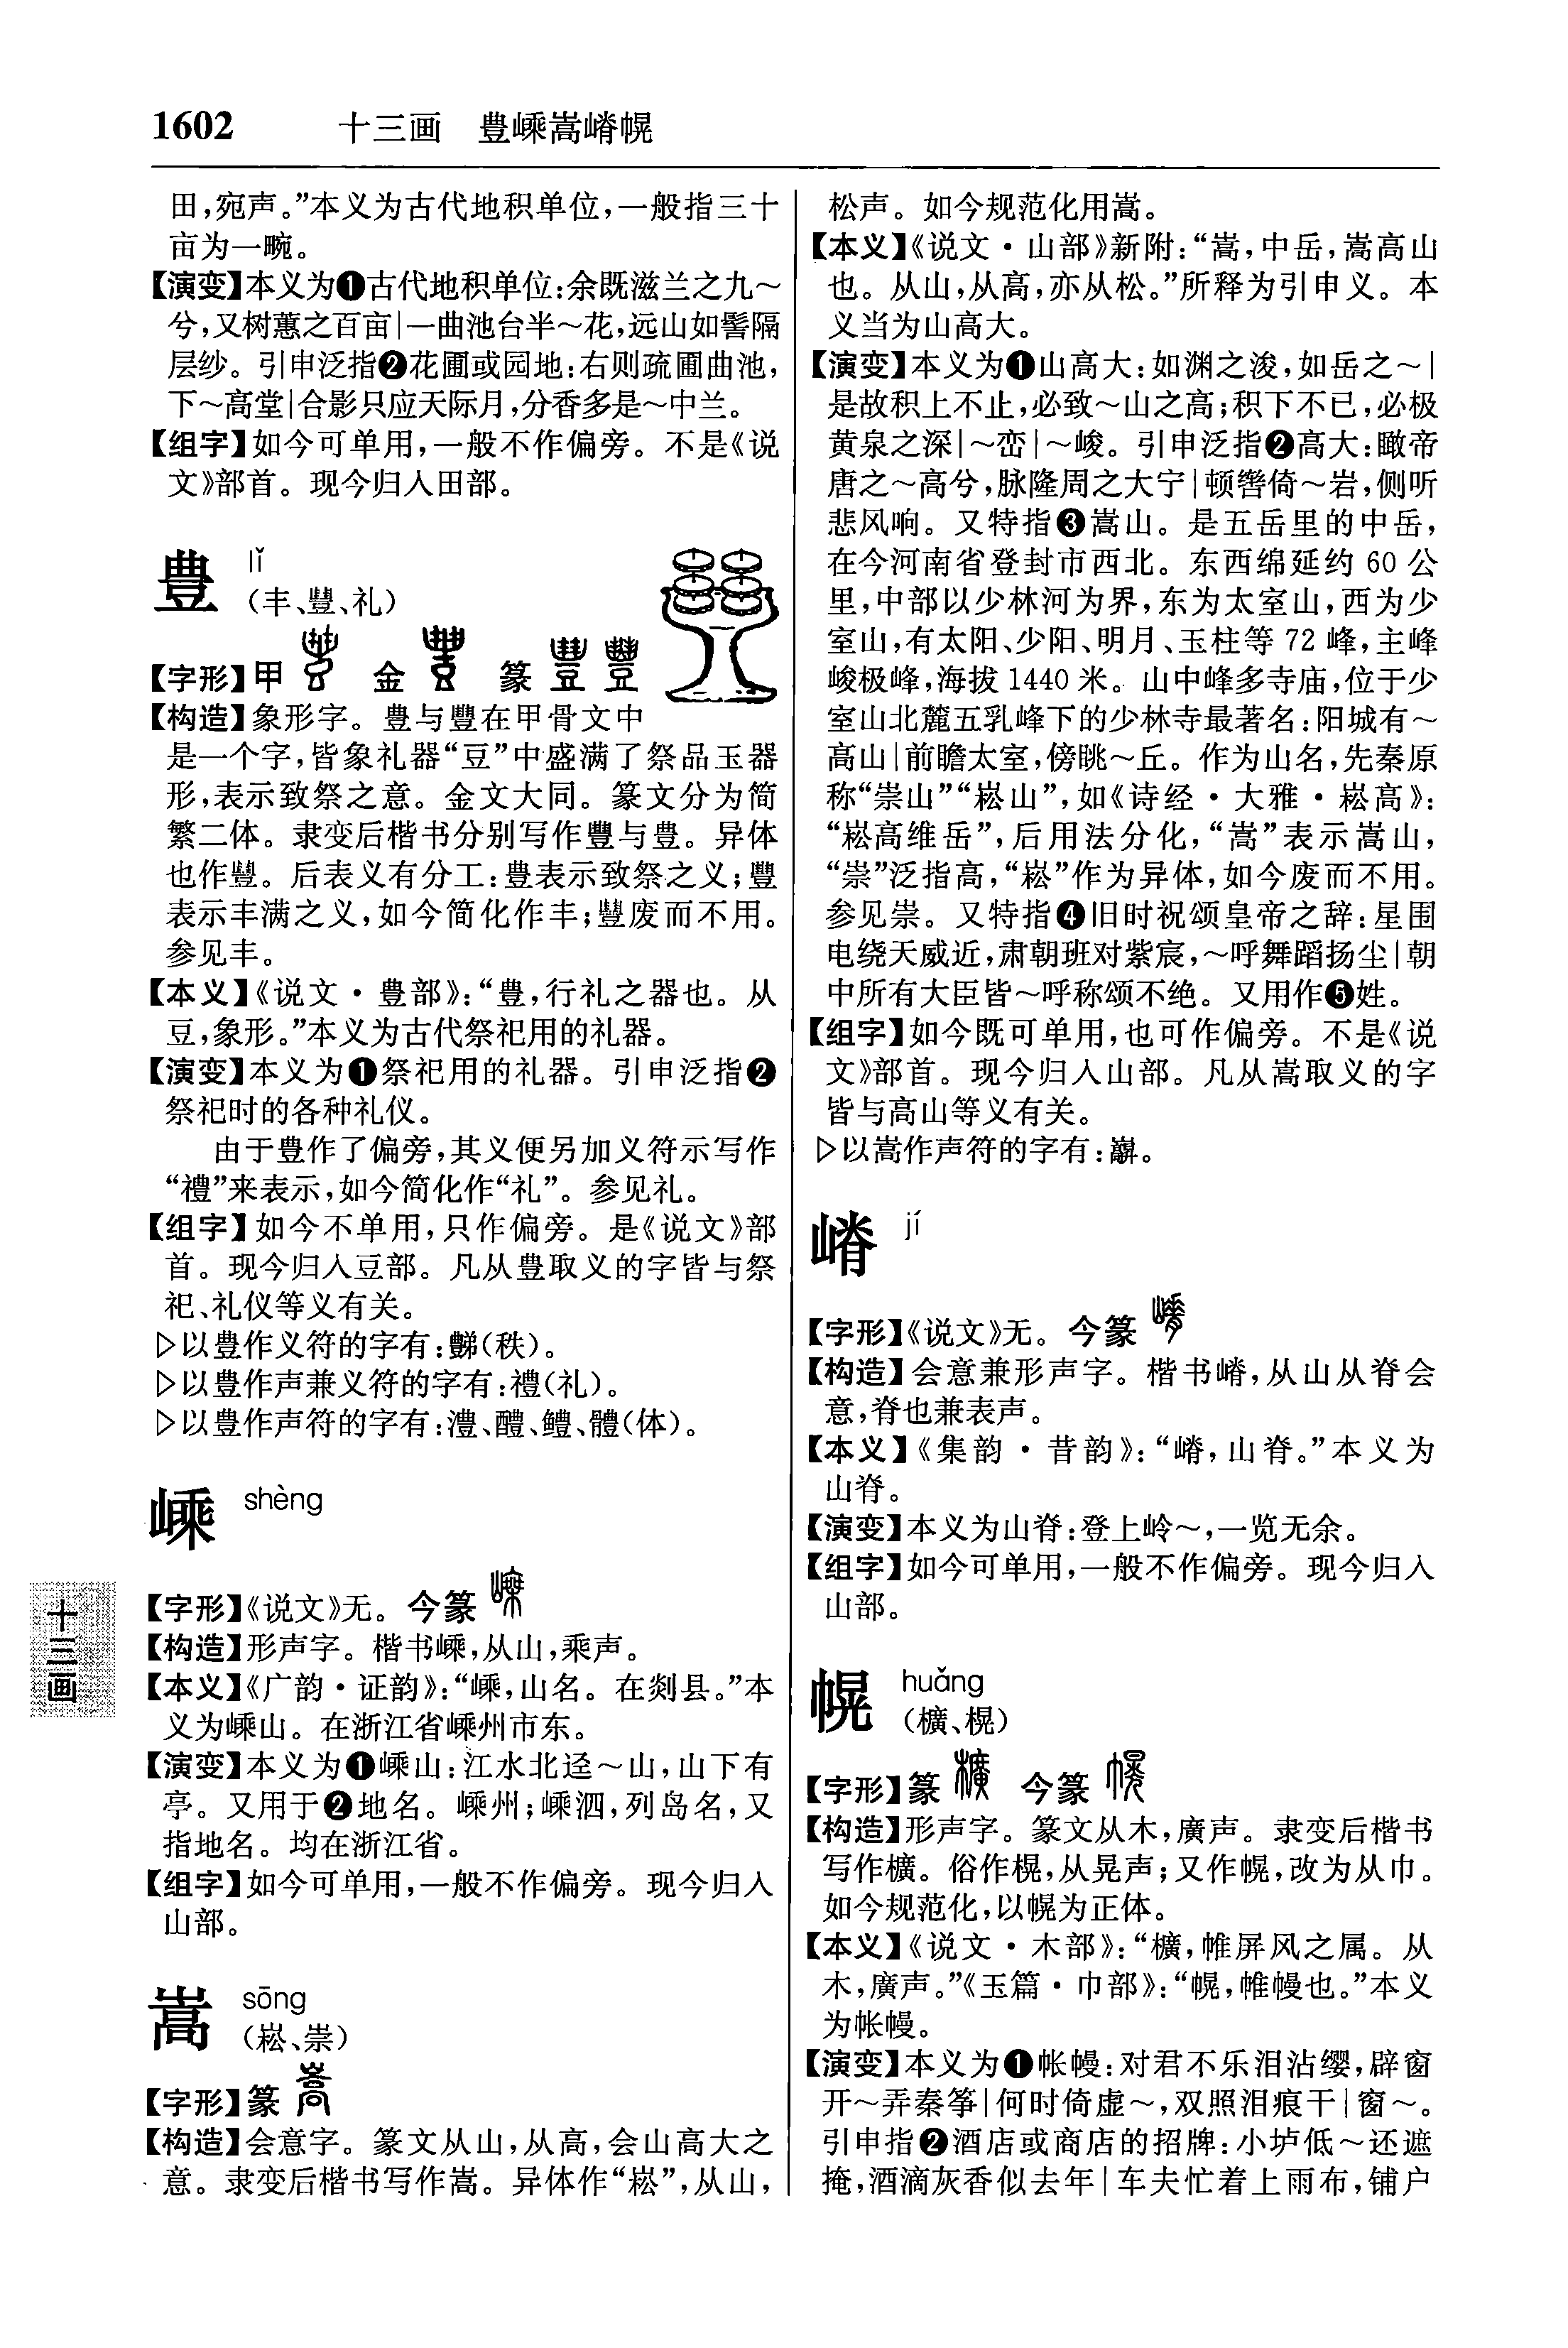 1602 十三画 豊嵊嵩嵴幌
田，宛声。”本义为古代地积单位，一般指三十
亩为一畹。
【演变】本义为❶古代地积单位：余既滋兰之九～
兮，又树蕙之百亩|一曲池台半～花，远山如髻隔
层纱。引申泛指❷花圃或园地：右则疏圃曲池，
下～高堂|合影只应天际月，分香多是～中兰。
【组字】如今可单用，一般不作偏旁。不是《说
文》部首。现今归入田部。
豊 lǐ
（丰、豐、礼）
【字形】甲 金 篆
【构造】象形字。豊与豐在甲骨文中
是一个字，皆象礼器“豆”中盛满了祭品玉器
形，表示致祭之意。金文大同。篆文分为简
繁二体。隶变后楷书分别写作豐与豊。异体
也作豔。后表义有分工：豊表示致祭之义；豐
表示丰满之义，如今简化作丰；豔废而不用。
参见丰。
【本义】《说文·豊部》：“豊，行礼之器也。从
豆，象形。”本义为古代祭祀用的礼器。
【演变】本义为❶祭祀用的礼器。引申泛指❷
祭祀时的各种礼仪。
由于豊作了偏旁，其义便另加义符示写作
“禮”来表示，如今简化作“礼”。参见礼。
【组字】如今不单用，只作偏旁。是《说文》部
首。现今归入豆部。凡从豊取义的字皆与祭
祀、礼仪等义有关。
▷以豊作义符的字有：豑（秩）。
▷以豊作声兼义符的字有：禮（礼）。
▷以豊作声符的字有：澧、醴、鳢、體（体）。
嵊 shèng
【字形】《说文》无。今篆
【构造】形声字。楷书嵊，从山，乘声。
【本义】《广韵·证韵》：“嵊，山名。在剡县。”本
义为嵊山。在浙江省嵊州市东。
【演变】本义为❶嵊山：江水北迳～山，山下有
亭。又用于❷地名。嵊州；嵊泗，列岛名，又
指地名。均在浙江省。
【组字】如今可单用，一般不作偏旁。现今归入
山部。
嵩 sōng
（崧、崇）
【字形】篆
【构造】会意字。篆文从山，从高，会山高大之
意。隶变后楷书写作嵩。异体作“崧”，从山，
松声。如今规范化用嵩。
【本义】《说文·山部》新附：“嵩，中岳，嵩高山
也。从山，从高，亦从松。”所释为引申义。本
义当为山高大。
【演变】本义为❶山高大：如渊之浚，如岳之～|
是故积上不止，必致～山之高；积下不已，必极
黄泉之深|～峦|～峻。引申泛指❷高大：瞰帝
唐之～高兮，脉隆周之大宁|顿辔倚～岩，侧听
悲风响。又特指❸嵩山。是五岳里的中岳，
在今河南省登封市西北。东西绵延约60公
里，中部以少林河为界，东为太室山，西为少
室山，有太阳、少阳、明月、玉柱等72峰，主峰
峻极峰，海拔1440米。山中峰多寺庙，位于少
室山北麓五乳峰下的少林寺最著名：阳城有～
高山|前瞻太室，傍眺～丘。作为山名，先秦原
称“崇山”“崧山”，如《诗经·大雅·崧高》：
“崧高维岳”，后用法分化，“嵩”表示嵩山，
“崇”泛指高，“崧”作为异体，如今废而不用。
参见崇。又特指❹旧时祝颂皇帝之辞：星围
电绕天威近，肃朝班对紫宸，～呼舞蹈扬尘|朝
中所有大臣皆～呼称颂不绝。又用作❺姓。
【组字】如今既可单用，也可作偏旁。不是《说
文》部首。现今归入山部。凡从嵩取义的字
皆与高山等义有关。
▷以嵩作声符的字有：
嵴 jí
【字形】《说文》无。今篆
【构造】会意兼形声字。楷书嵴，从山从脊会
意，脊也兼表声。
【本义】《集韵·昔韵》：“嵴，山脊。”本义为
山脊。
【演变】本义为山脊：登上岭～，一览无余。
【组字】如今可单用，一般不作偏旁。现今归入
山部。
幌 huǎng
（櫎、榥）
【字形】篆 今篆
【构造】形声字。篆文从木，廣声。隶变后楷书
写作櫎。俗作榥，从晃声；又作幌，改为从巾。
如今规范化，以幌为正体。
【本义】《说文·木部》：“櫎，帷屏风之属。从
木，廣声。”《玉篇·巾部》：“幌，帷幔也。”本义
为帐幔。
【演变】本义为❶帐幔：对君不乐泪沾缨，辟窗
开～弄秦筝|何时倚虚～，双照泪痕干|窗～。
引申指❷酒店或商店的招牌：小垆低～还遮
掩，酒滴灰香似去年|车夫忙着上雨布，铺户
十三画